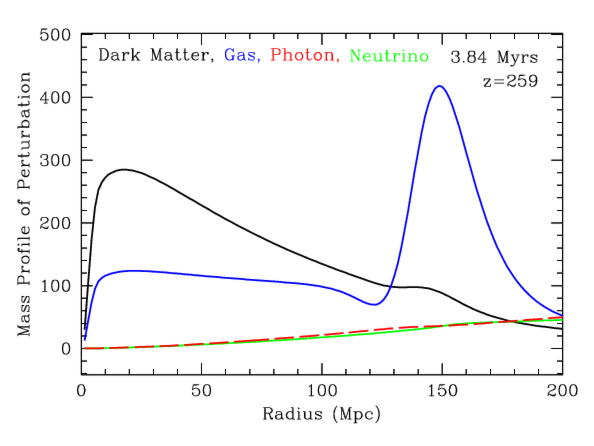 Dark Matter, Gas, Photon, Neutrino 3.84 Myrs
z=259
Mass Profile of Perturbation
500
400
300
200
100
0
0 50 100 150 200
Radius (Mpc)